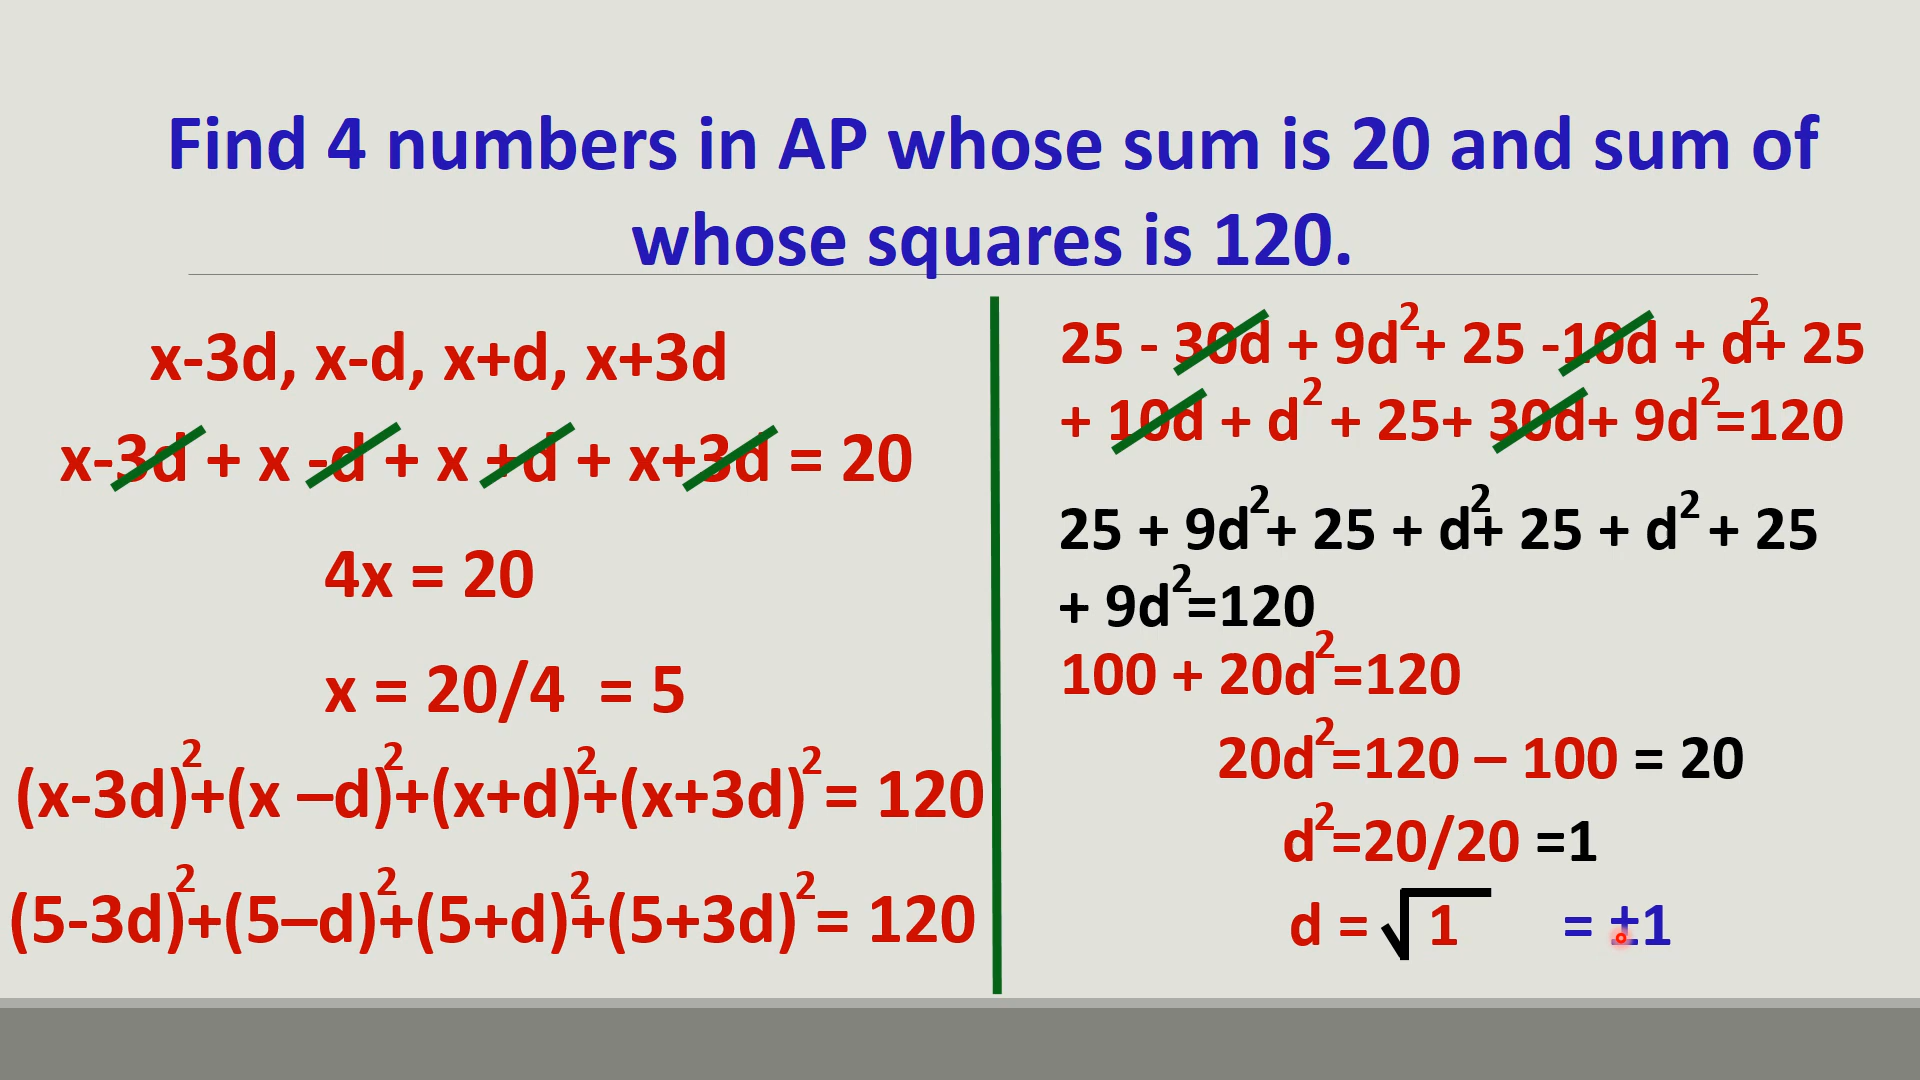 Find 4 numbers in AP whose sum is 20 and sum of
whose squares is 120.
x-3d, x-d, x+d, x+3d
x-3d + x -d + x +d + x+3d = 20
4x = 20
x = 20/4 = 5
(x-3d)²+(x –d)²+(x+d)²+(x+3d)²= 120
(5-3d)²+(5–d)²+(5+d)²+(5+3d)²= 120
25 - 30d + 9d²+ 25 -10d + d²+ 25
+ 10d + d² + 25+ 30d+ 9d²=120
25 + 9d²+ 25 + d²+ 25 + d² + 25
+ 9d²=120
100 + 20d²=120
20d²=120 – 100 = 20
d²=20/20 =1
d = √1 = ±1